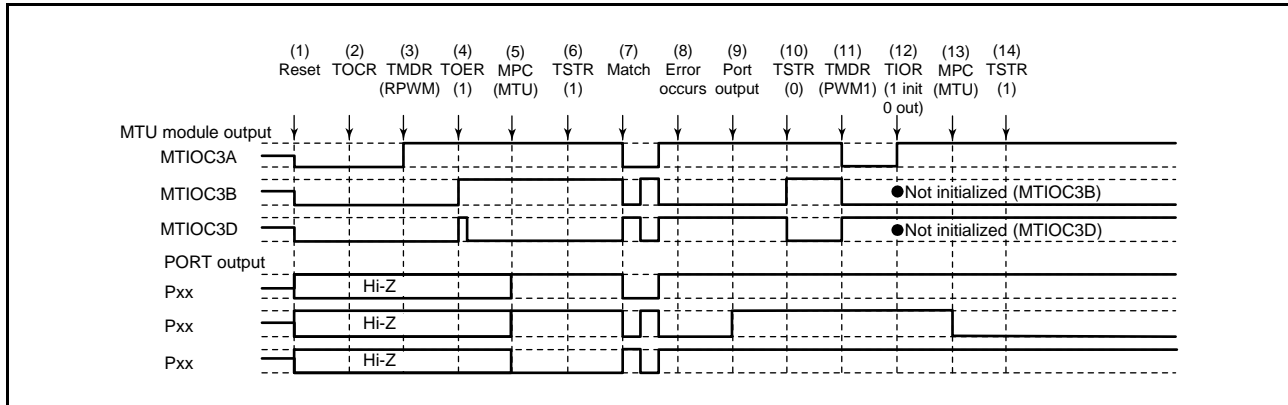 (1) (2) (3) (4) (5) (6) (7) (8) (9) (10) (11) (12) (13) (14)
Reset TOCR TMDR TOER MPC TSTR Match Error Port TSTR TMDR TIOR MPC TSTR
(RPWM) (1) (MTU) (1) occurs output (0) (PWM1) (1 init (MTU) (1)
0 out)
MTU module output
MTIOC3A
MTIOC3B ●Not initialized (MTIOC3B)
MTIOC3D ●Not initialized (MTIOC3D)
PORT output
Pxx Hi-Z
Pxx Hi-Z
Pxx Hi-Z